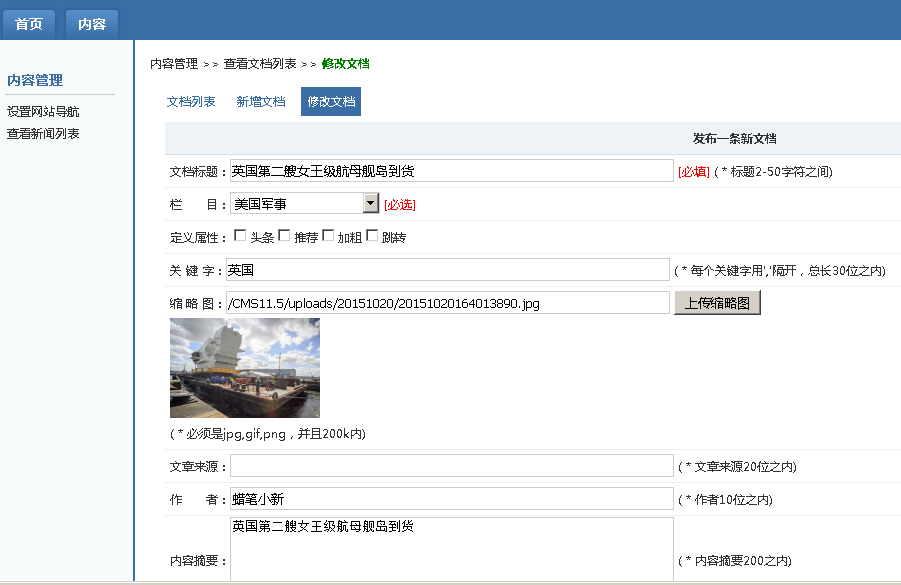 首页 内容
内容管理
设置网站导航
查看新闻列表
内容管理 >> 查看文档列表 >> 修改文档
文档列表 新增文档 修改文档
发布一条新文档
文档标题： 英国第二艘女王级航母舰岛到货 [必填] ( * 标题2-50字符之间)
栏 目： 美国军事 [必选]
定义属性： 头条 推荐 加粗 跳转
关 键 字： 英国 ( * 每个关键字用','隔开，总长30位之内)
缩 略 图： /CMS11.5/uploads/20151020/20151020164013890.jpg 上传缩略图
( * 必须是jpg,gif,png，并且200k内)
文章来源： ( * 文章来源20位之内)
作 者： 蜡笔小新 ( * 作者10位之内)
英国第二艘女王级航母舰岛到货
内容摘要： ( * 内容摘要200之内)